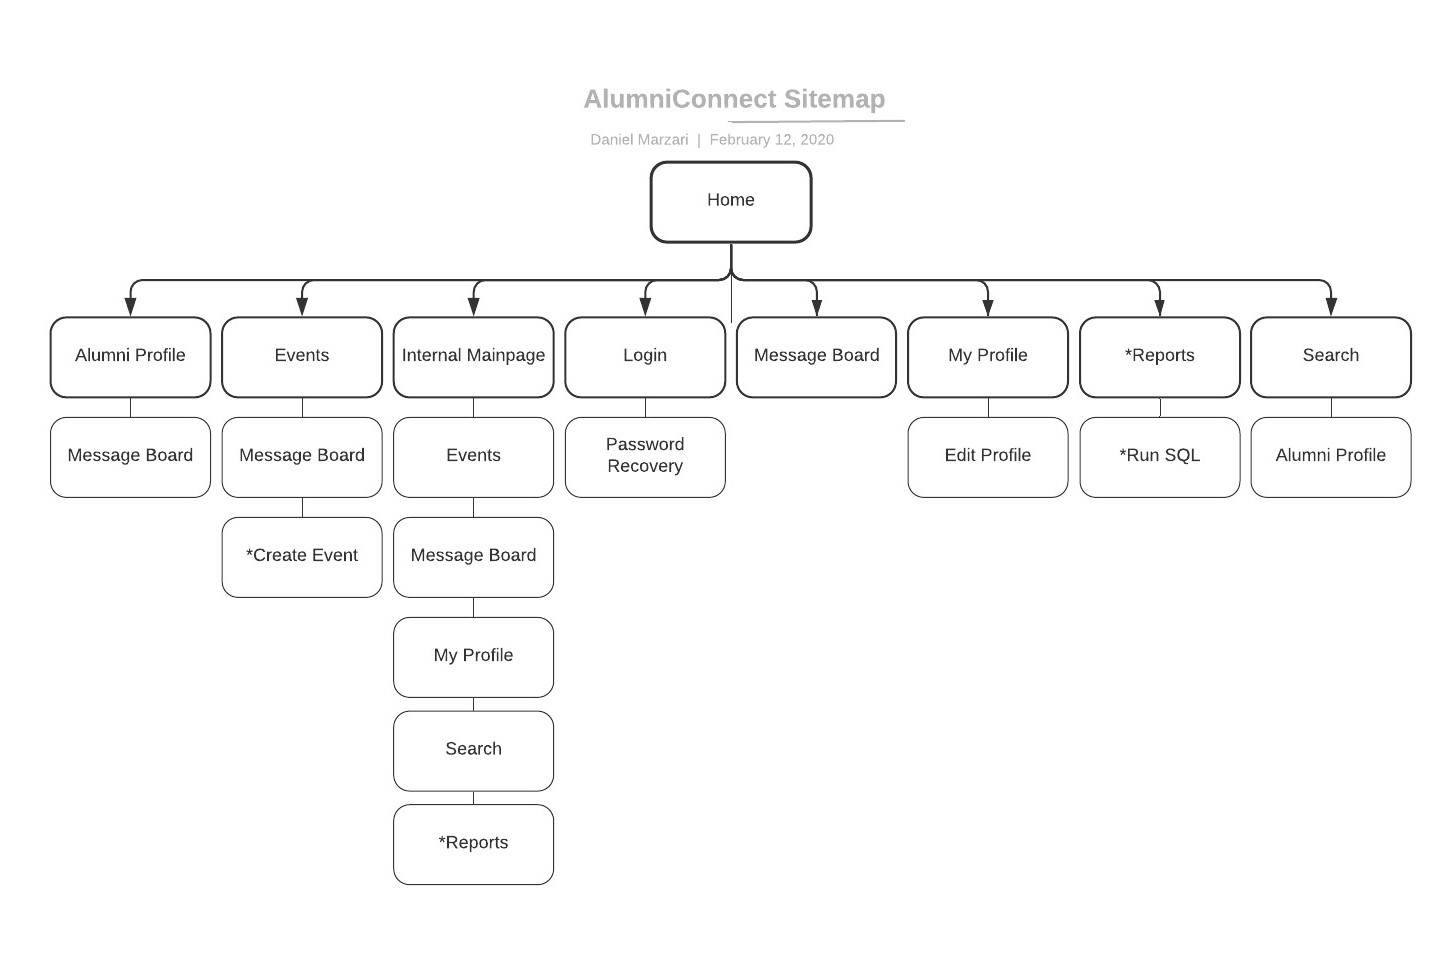 AlumniConnect Sitemap
Daniel Marzari | February 12, 2020
Home
Alumni Profile
Events
Internal Mainpage
Login
Message Board
My Profile
*Reports
Search
Message Board
Message Board
Events
Password
Recovery
Edit Profile
*Run SQL
Alumni Profile
*Create Event
Message Board
My Profile
Search
*Reports